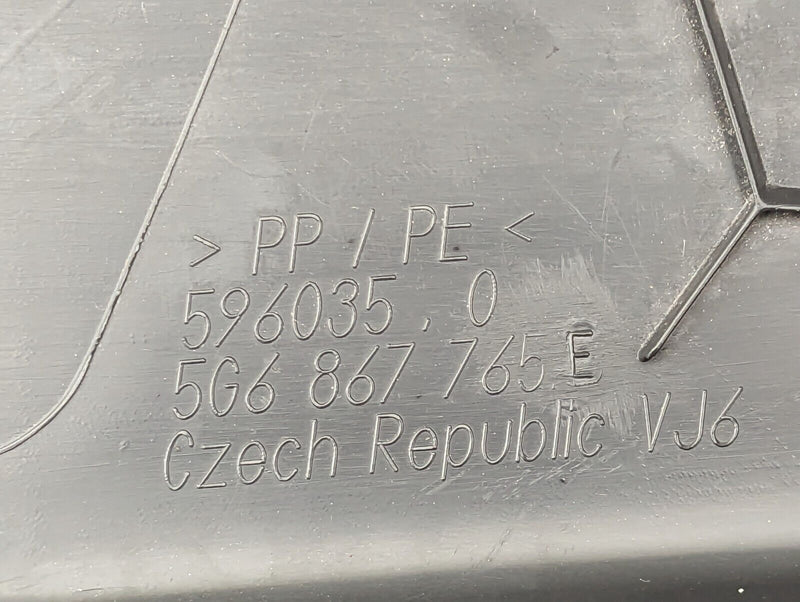 > PP / PE <
596035.0
5G6 867 765 E
Czech Republic VJ6